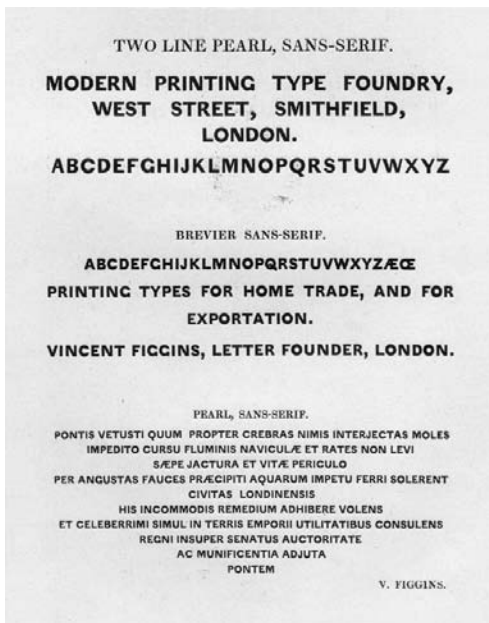 TWO LINE PEARL, SANS-SERIF.
MODERN PRINTING TYPE FOUNDRY,
WEST STREET, SMITHFIELD,
LONDON.
ABCDEFGHIJKLMNOPQRSTUVWXYZ
BREVIER SANS-SERIF.
ABCDEFGHIJKLMNOPQRSTUVWXYZÆŒ
PRINTING TYPES FOR HOME TRADE, AND FOR
EXPORTATION.
VINCENT FIGGINS, LETTER FOUNDER, LONDON.
PEARL, SANS-SERIF.
PONTIS VETUSTI QUUM PROPTER CREBRAS NIMIS INTERJECTAS MOLES
IMPEDITO CURSU FLUMINIS NAVICULÆ ET RATES NON LEVI
SÆPE JACTURA ET VITÆ PERICULO
PER ANGUSTAS FAUCES PRÆCIPITI AQUARUM IMPETU FERRI SOLERENT
CIVITAS LONDINENSIS
HIS INCOMMODIS REMEDIUM ADHIBERE VOLENS
ET CELEBERRIMI SIMUL IN TERRIS EMPORII UTILITATIBUS CONSULENS
REGNI INSUPER SENATUS AUCTORITATE
AC MUNIFICENTIA ADJUTA
PONTEM
V. FIGGINS.